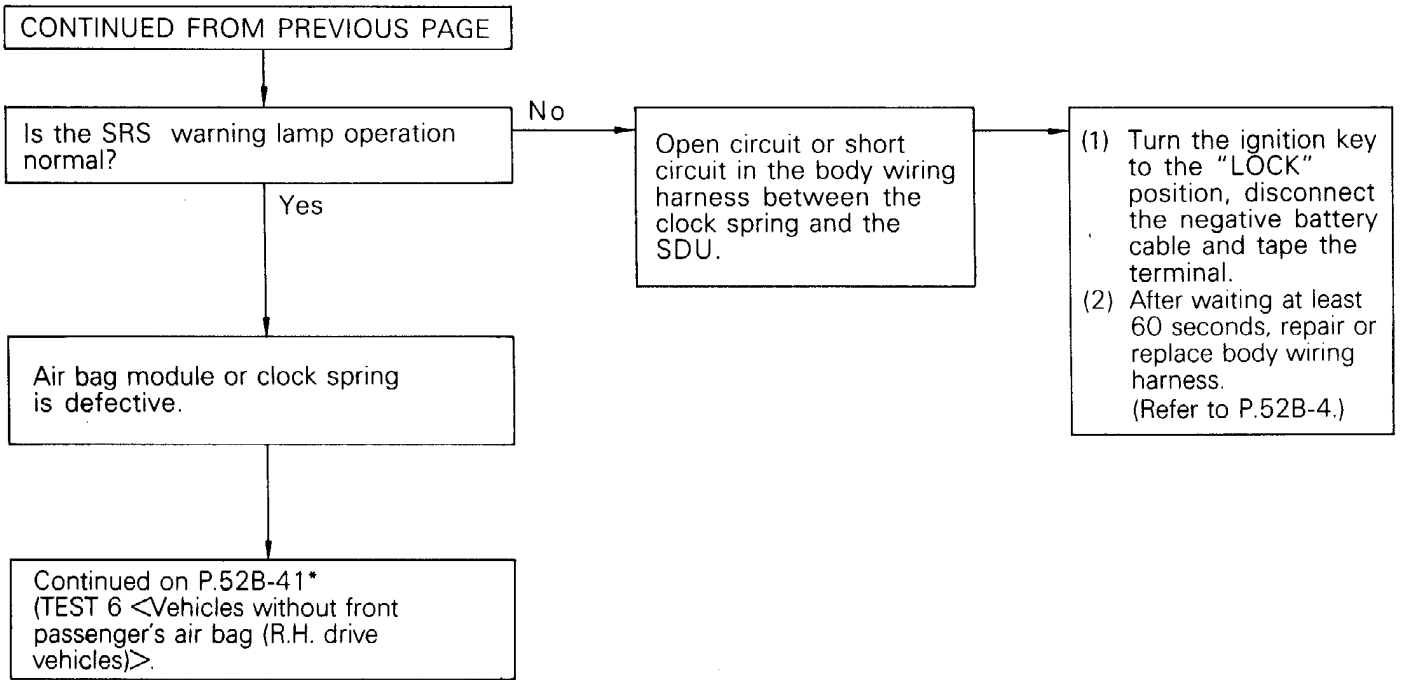 CONTINUED FROM PREVIOUS PAGE
Is the SRS warning lamp operation
normal?
No
Yes
Open circuit or short
circuit in the body wiring
harness between the
clock spring and the
SDU.
(1) Turn the ignition key
to the "LOCK"
position, disconnect
the negative battery
cable and tape the
terminal.
(2) After waiting at least
60 seconds, repair or
replace body wiring
harness.
(Refer to P.52B-4.)
Air bag module or clock spring
is defective.
Continued on P.52B-41*
(TEST 6 <Vehicles without front
passenger's air bag (R.H. drive
vehicles)>.